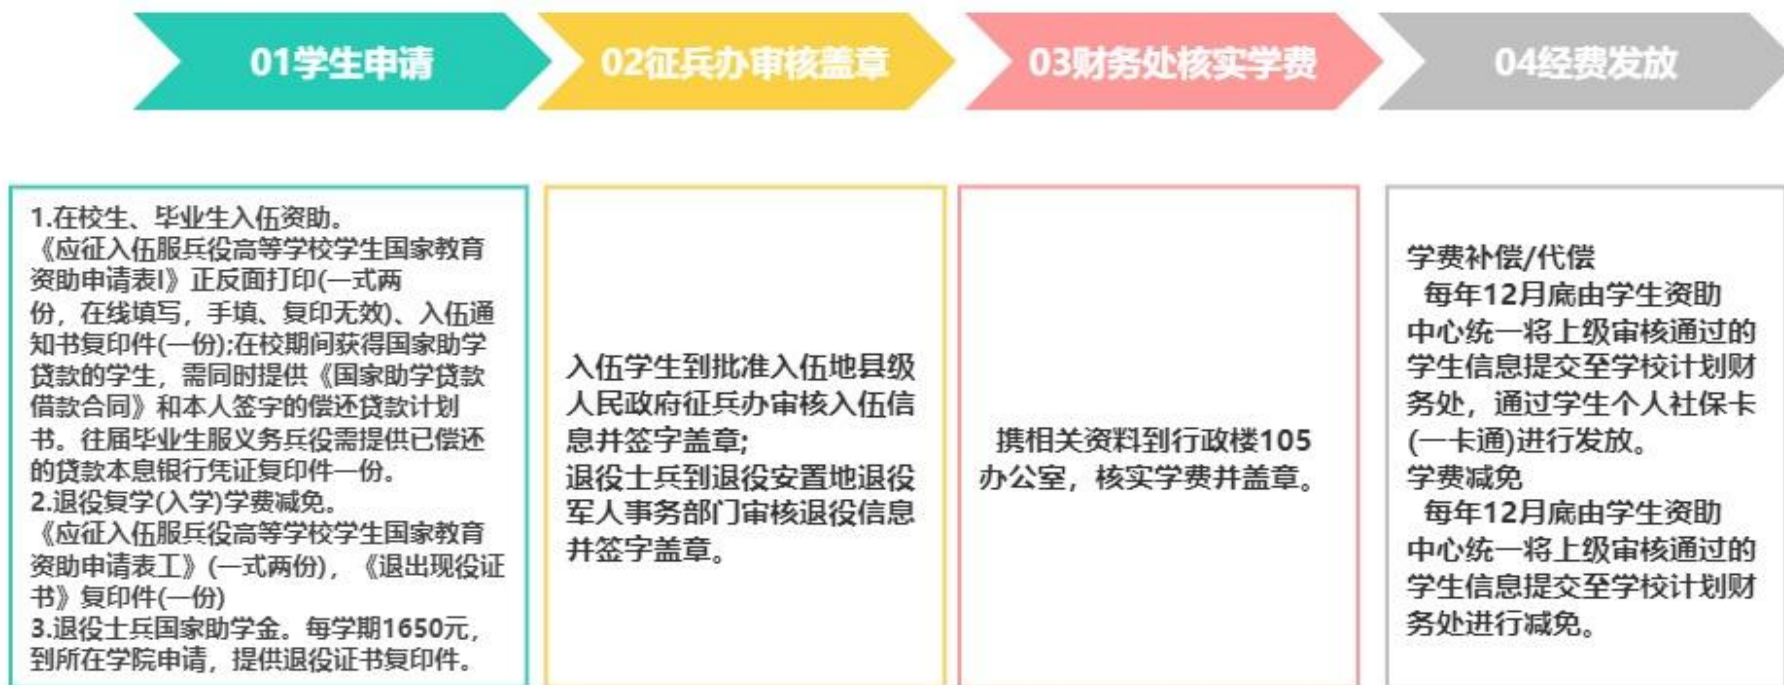 01学生申请
02征兵办审核盖章
03财务处核实学费
04经费发放
1.在校生、毕业生入伍资助。
《应征入伍服兵役高等学校学生国家教育
资助申请表I》正反面打印(一式两
份，在线填写，手填、复印无效)、入伍通
知书复印件(一份);在校期间获得国家助学
贷款的学生，需同时提供《国家助学贷款
借款合同》和本人签字的偿还贷款计划
书。往届毕业生服义务兵役需提供已偿还
的贷款本息银行凭证复印件一份。
2.退役复学(入学)学费减免。
《应征入伍服兵役高等学校学生国家教育
资助申请表工》(一式两份)，《退出现役证
书》复印件(一份)
3.退役士兵国家助学金。每学期1650元，
到所在学院申请，提供退役证书复印件。
入伍学生到批准入伍地县级
人民政府征兵办审核入伍信
息并签字盖章;
退役士兵到退役安置地退役
军人事务部门审核退役信息
并签字盖章。
携相关资料到行政楼105
办公室，核实学费并盖章。
学费补偿/代偿
每年12月底由学生资助
中心统一将上级审核通过的
学生信息提交至学校计划财
务处，通过学生个人社保卡
(一卡通)进行发放。
学费减免
每年12月底由学生资助
中心统一将上级审核通过的
学生信息提交至学校计划财
务处进行减免。